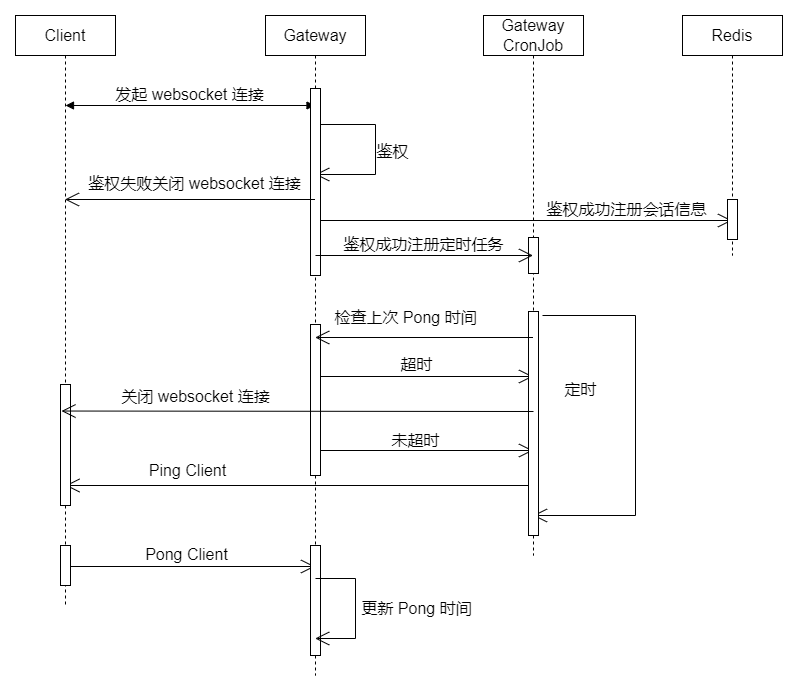 Client
Gateway
Gateway
CronJob
Redis
发起 websocket 连接
鉴权
鉴权失败关闭 websocket 连接
鉴权成功注册会话信息
鉴权成功注册定时任务
检查上次 Pong 时间
超时
定时
关闭 websocket 连接
未超时
Ping Client
Pong Client
更新 Pong 时间